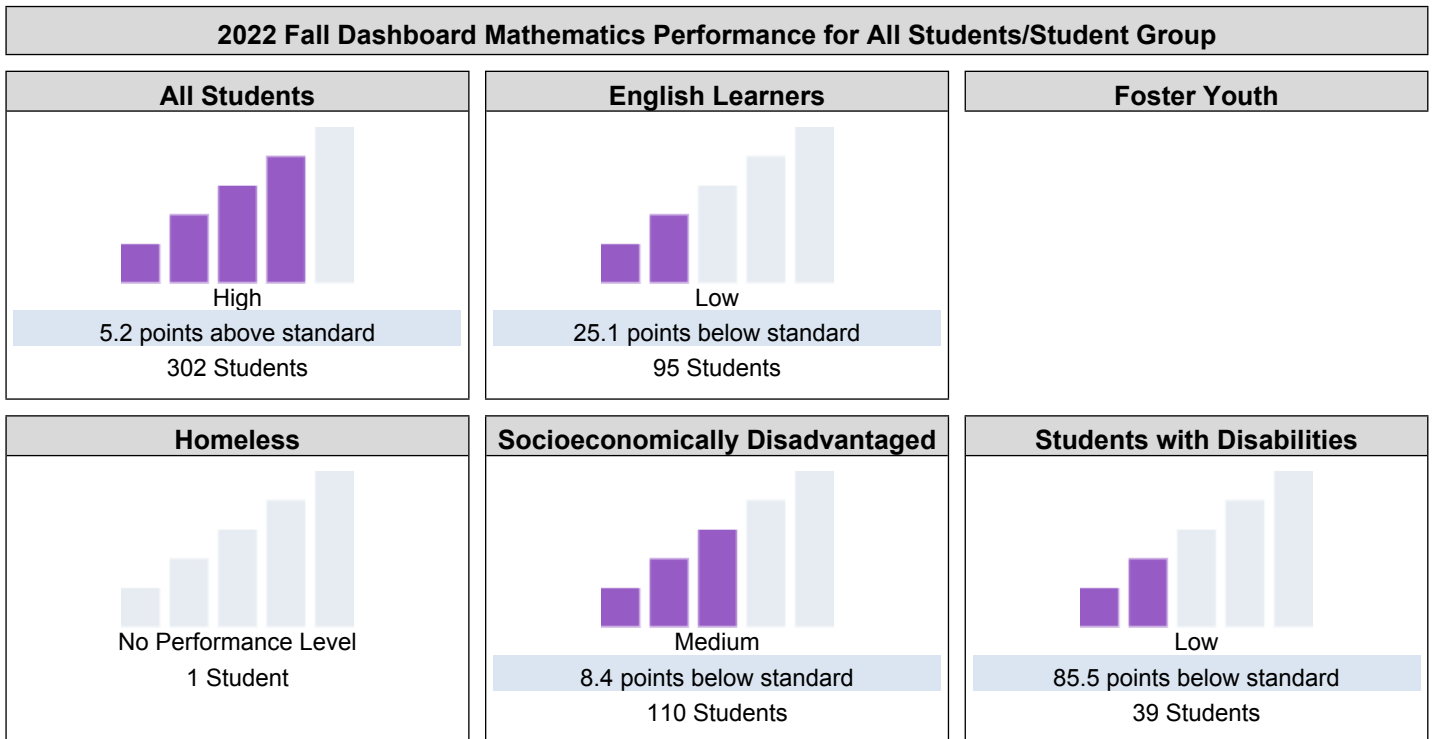 2022 Fall Dashboard Mathematics Performance for All Students/Student Group
All Students
High
5.2 points above standard
302 Students
English Learners
Low
25.1 points below standard
95 Students
Foster Youth
Homeless
No Performance Level
1 Student
Socioeconomically Disadvantaged
Medium
8.4 points below standard
110 Students
Students with Disabilities
Low
85.5 points below standard
39 Students